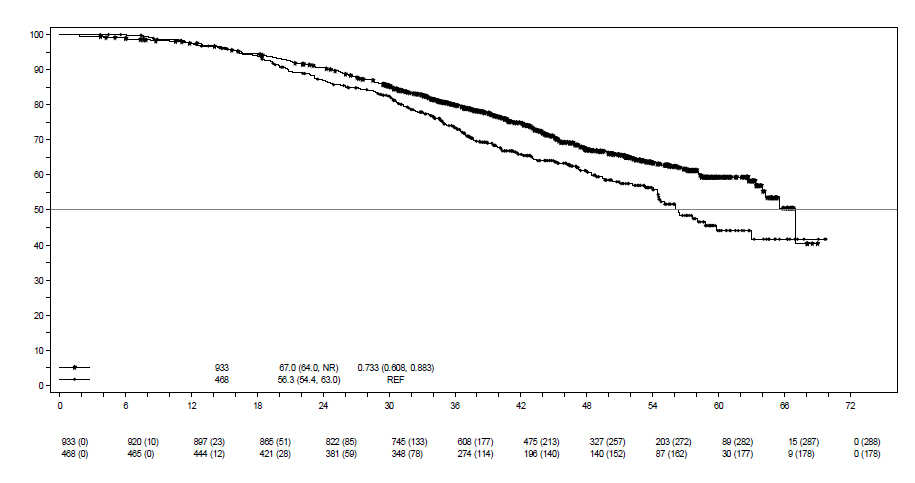 100
90
80
70
60
50
40
30
20
10
0
933 67.0 (64.0, NR) 0.733 (0.608, 0.883)
468 56.3 (54.4, 63.0) REF
0 6 12 18 24 30 36 42 48 54 60 66 72
933 (0) 920 (10) 897 (23) 865 (51) 822 (85) 745 (133) 608 (177) 475 (213) 327 (257) 203 (272) 89 (282) 15 (287) 0 (288)
468 (0) 465 (0) 444 (12) 421 (28) 381 (59) 348 (78) 274 (114) 196 (140) 140 (152) 87 (162) 30 (177) 9 (178) 0 (178)